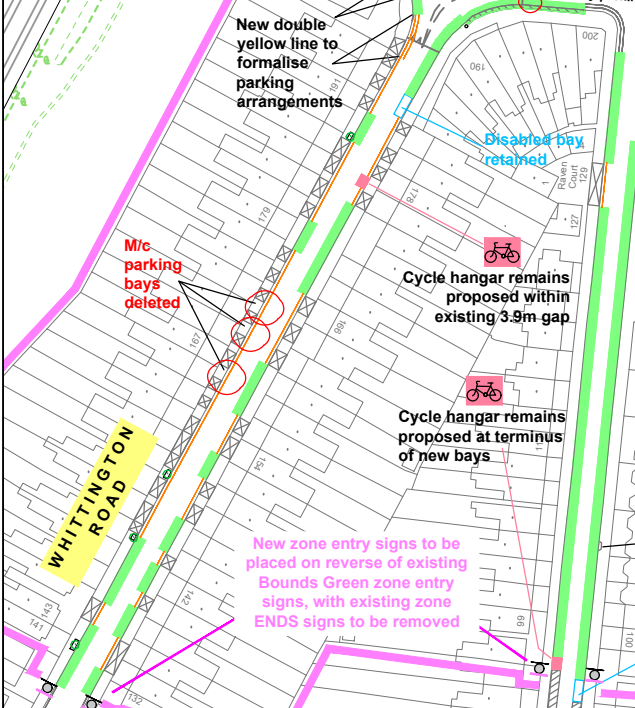 New double
yellow line to
formalise
parking
arrangements
191
190
200
Disabled bay
retained
Raven
Court
1
129
127
178
179
M/c
parking
bays
deleted
Cycle hangar remains
proposed within
existing 3.9m gap
167
166
Cycle hangar remains
proposed at terminus
of new bays
WHITTINGTON
ROAD
154
New zone entry signs to be
placed on reverse of existing
Bounds Green zone entry
signs, with existing zone
ENDS signs to be removed
142
143
141
132
99
100